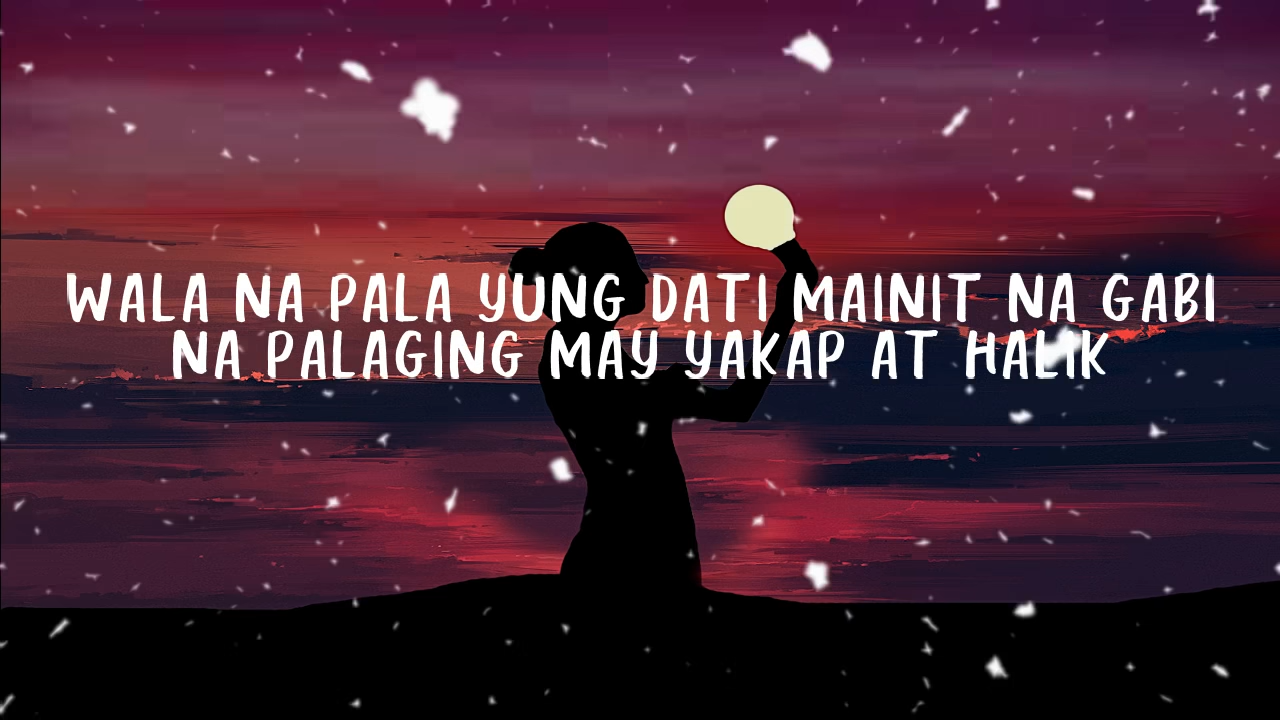 WALA NA PALA YUNG DATI MAINIT NA GABI
NA PALAGING MAY YAKAP AT HALIK